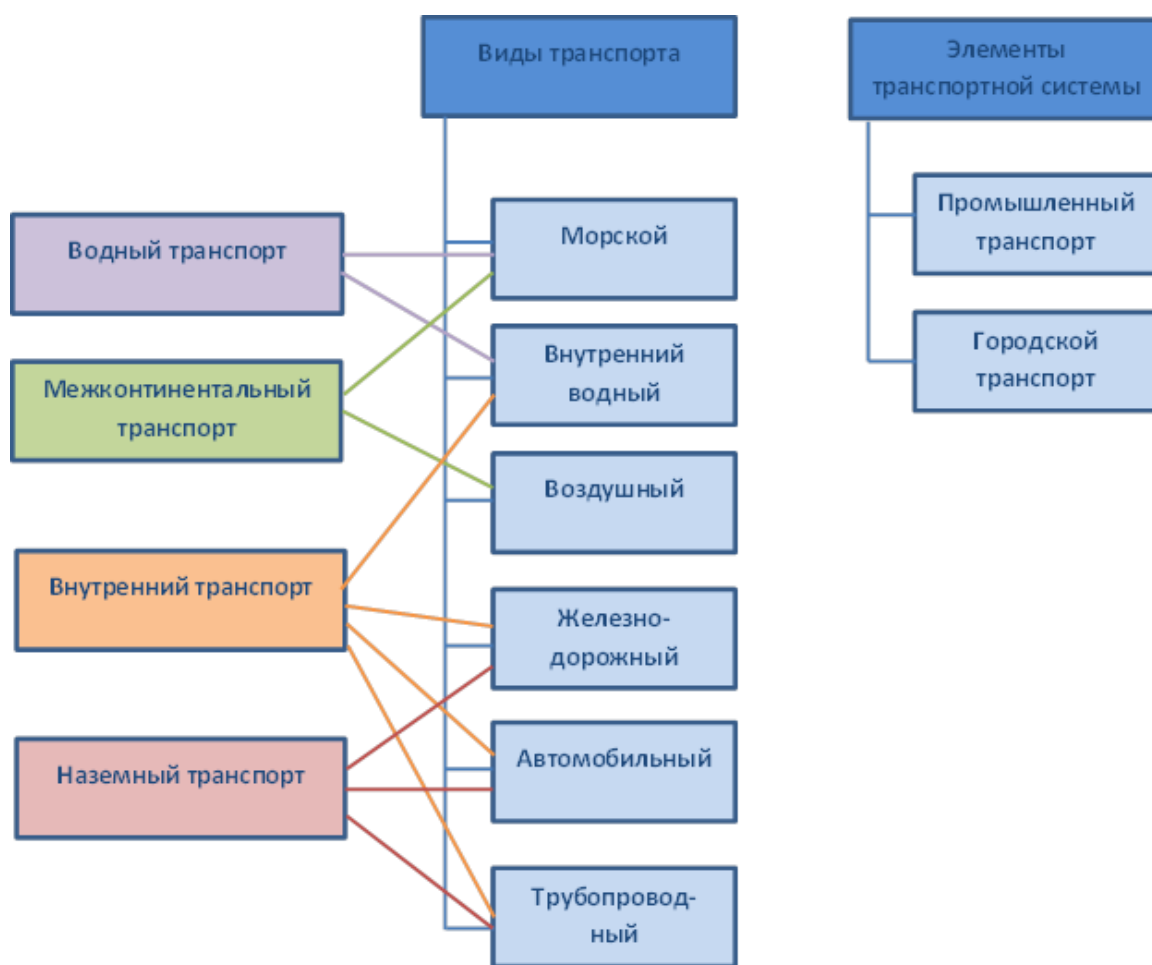 Виды транспорта
Элементы
транспортной системы
Водный транспорт
Межконтинентальный
транспорт
Внутренний транспорт
Наземный транспорт
Морской
Внутренний
водный
Воздушный
Железно-
дорожный
Автомобильный
Трубопровод-
ный
Промышленный
транспорт
Городской
транспорт